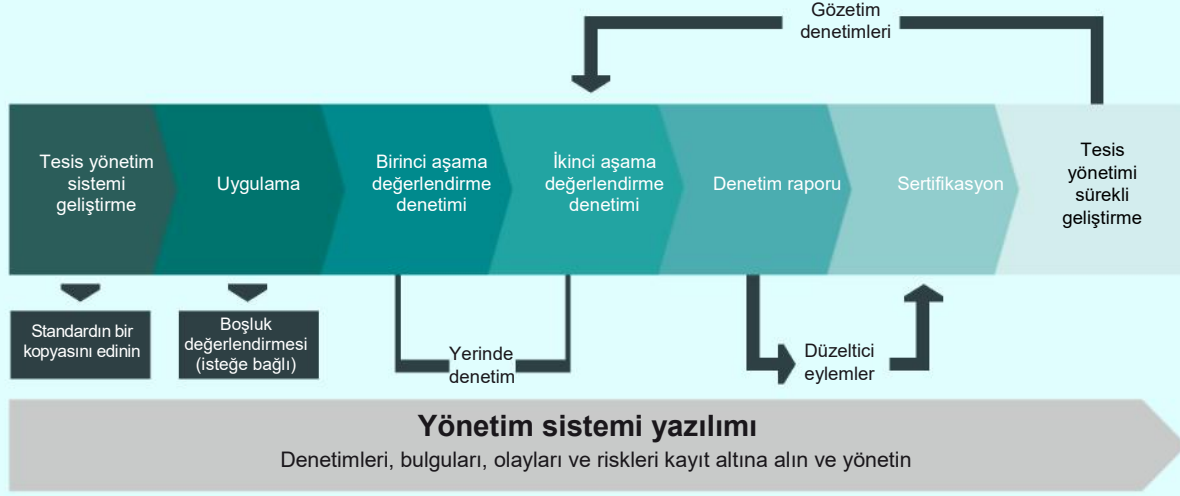 Gözetim
denetimleri
Tesis yönetim
sistemi
geliştirme
Uygulama
Birinci aşama
değerlendirme
denetimi
İkinci aşama
değerlendirme
denetimi
Denetim raporu
Sertifikasyon
Tesis
yönetimi
sürekli
geliştirme
Standardın bir
kopyasını edinin
Boşluk
değerlendirmesi
(isteğe bağlı)
Yerinde
denetim
Düzeltici
eylemler
Yönetim sistemi yazılımı
Denetimleri, bulguları, olayları ve riskleri kayıt altına alın ve yönetin